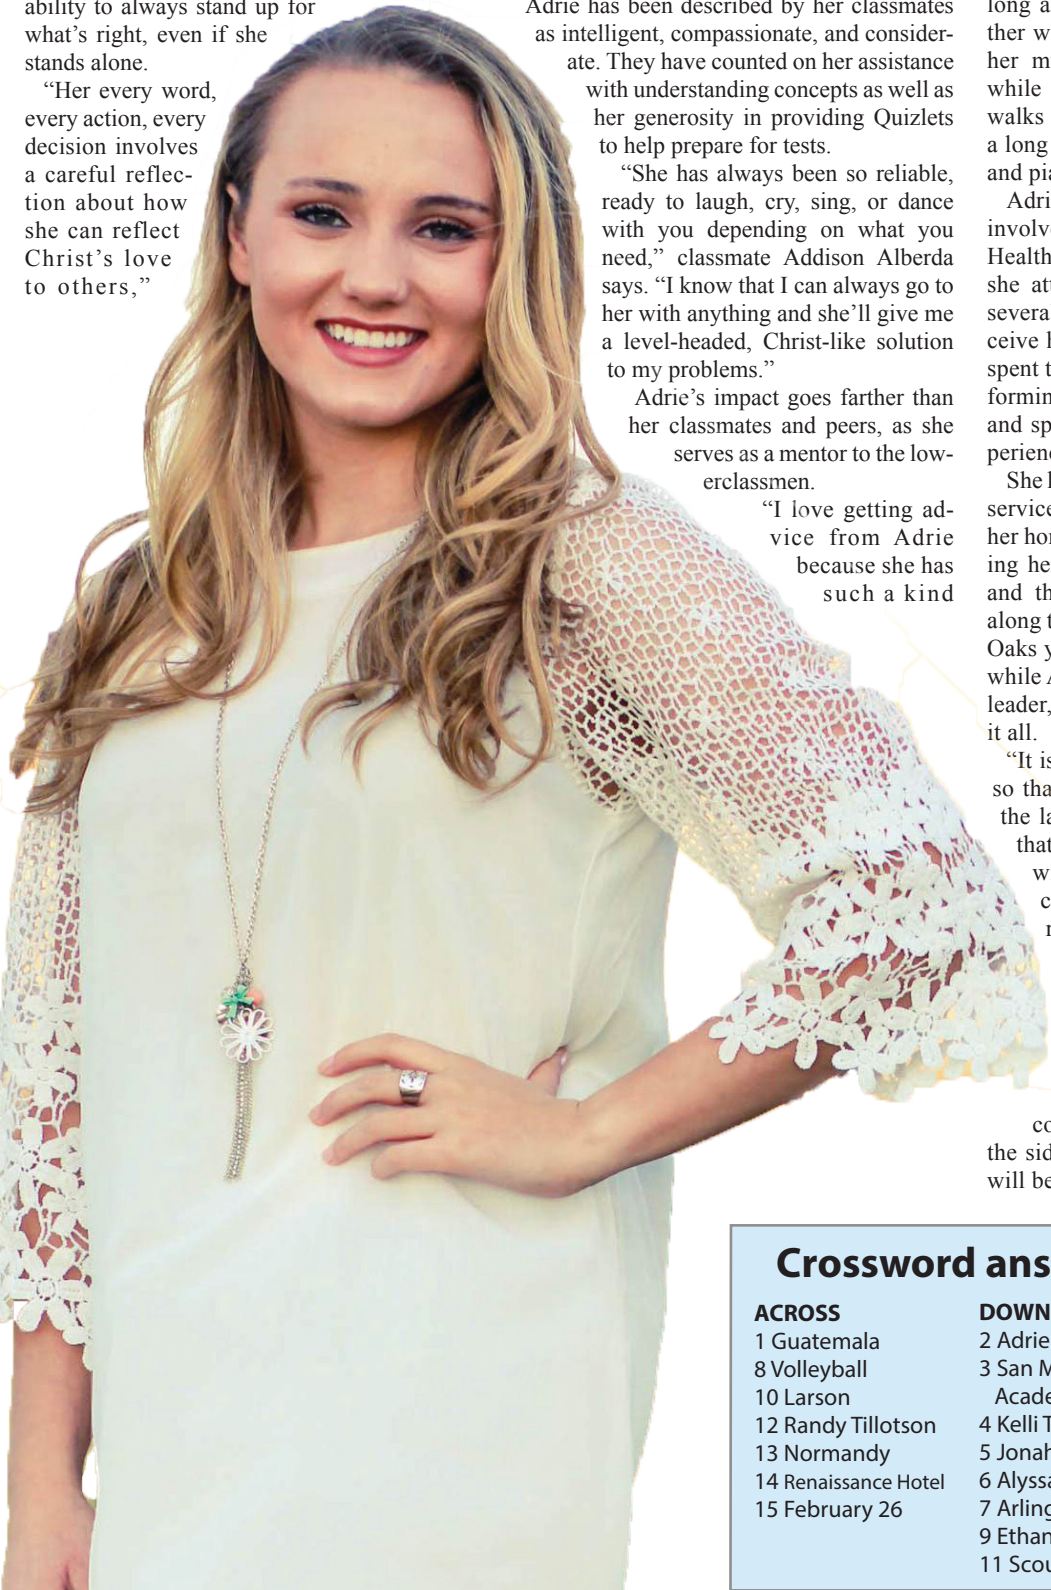 ability to always stand up for
what's right, even if she
stands alone.
“Her every word,
every action, every
decision involves
a careful reflec-
tion about how
she can reflect
Christ's love
to others,”
Adrie has been described by her classmates
as intelligent, compassionate, and consider-
ate. They have counted on her assistance
with understanding concepts as well as
her generosity in providing Quizlets
to help prepare for tests.
“She has always been so reliable,
ready to laugh, cry, sing, or dance
with you depending on what you
need,” classmate Addison Alberda
says. “I know that I can always go to
her with anything and she'll give me
a level-headed, Christ-like solution
to my problems.”
Adrie's impact goes farther than
her classmates and peers, as she
serves as a mentor to the low-
erclassmen.
“I love getting ad-
vice from Adrie
because she has
such a kind
long a
ther w
her m
while
walks
a long
and pia
Adri
involve
Health
she att
severa
ceive h
spent t
formin
and sp
perienc
She h
service
her hor
ing he
and th
along t
Oaks y
while A
leader,
it all.
“It is
so tha
the la
that
w
c
r
co
the sid
will be
Crossword ans
ACROSS
1 Guatemala
8 Volleyball
10 Larson
12 Randy Tillotson
13 Normandy
14 Renaissance Hotel
15 February 26
DOWN
2 Adrie
3 San M
Acade
4 Kelli T
5 Jonah
6 Alyssa
7 Arling
9 Ethan
11 Scou